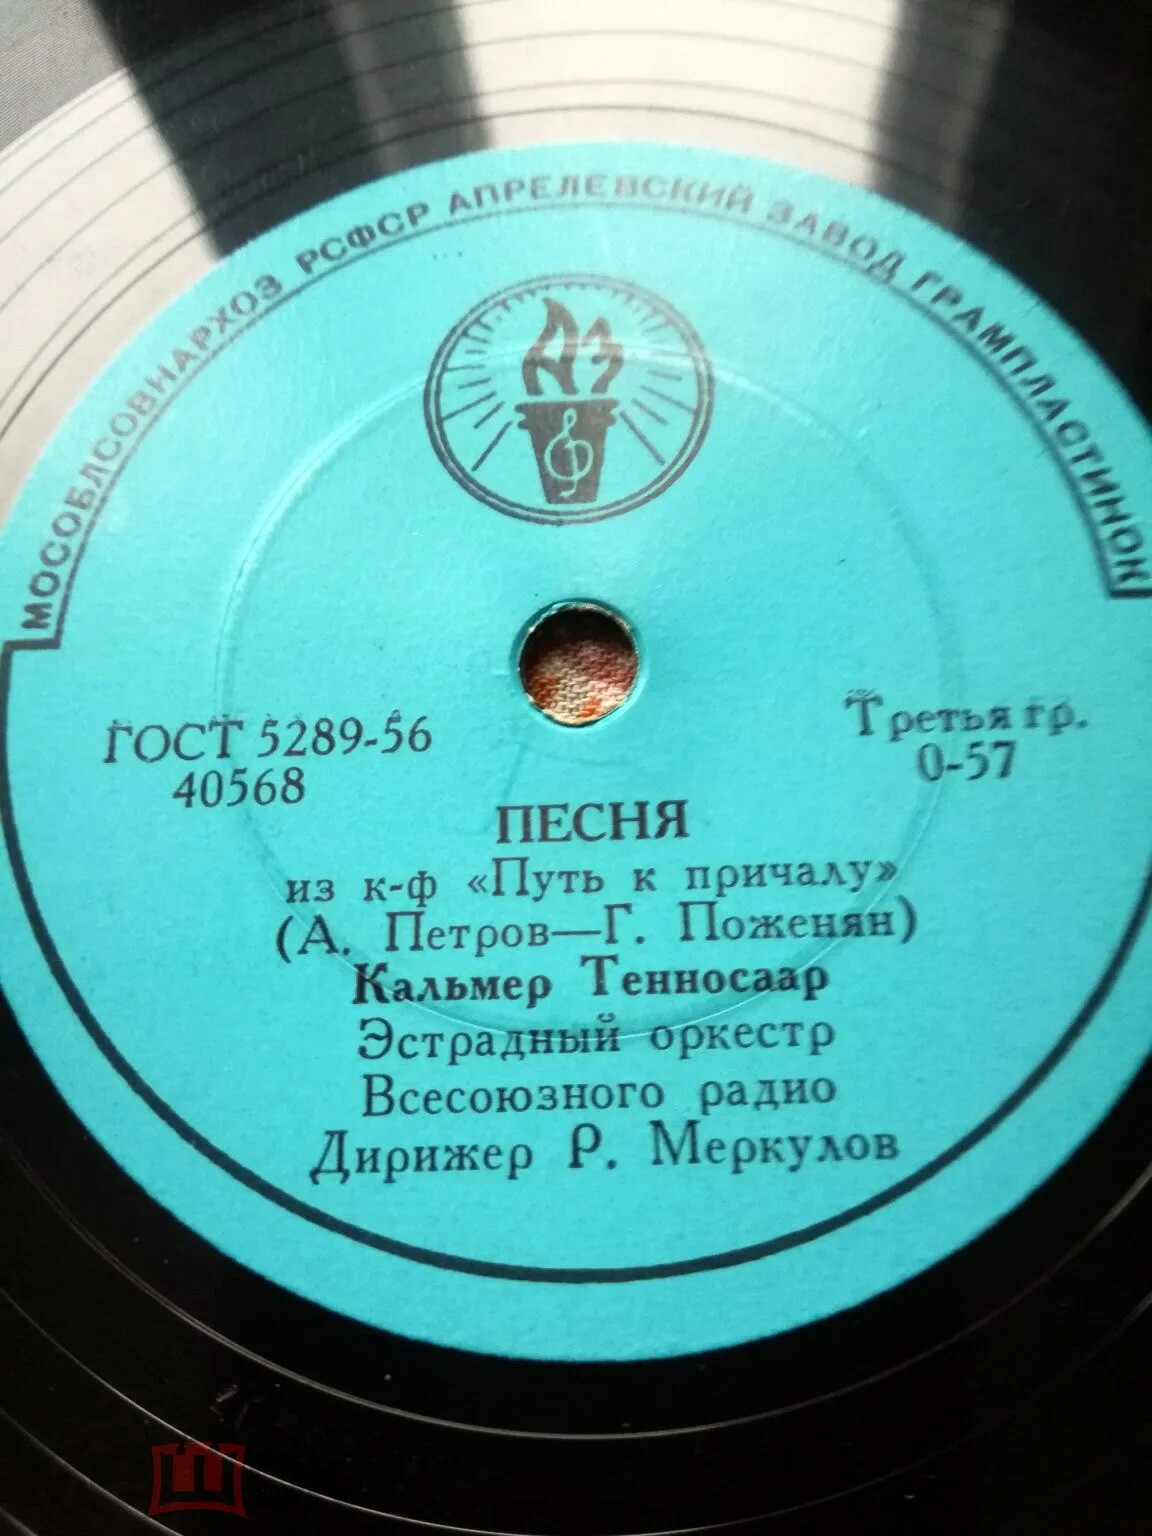 МОСОБЛСОВНАРХОЗ РСФСР АПРЕЛЕВСКИЙ ЗАВОД ГРАМПЛАСТИНОК
АЗ
ГОСТ 5289-56
40568
Третья гр.
0-57
ПЕСНЯ
из к-ф «Путь к причалу»
(А. Петров—Г. Поженян)
Кальмер Тенносаар
Эстрадный оркестр
Всесоюзного радио
Дирижер Р. Меркулов